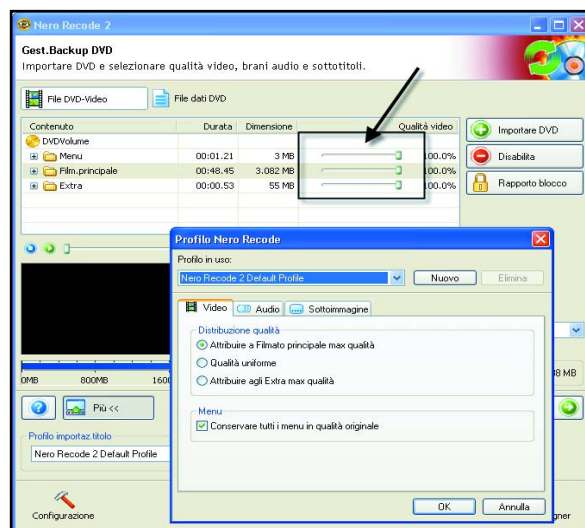 Nero Recode 2
Gest.Backup DVD
Importare DVD e selezionare qualità video, brani audio e sottotitoli.
File DVD-Video File dati DVD
Contenuto Durata Dimensione Qualità video
DVDVolume
Menu 00:01.21 3 MB 100.0%
Film.principale 00:48.45 3.082 MB 100.0%
Extra 00:00.53 55 MB 100.0%
Importare DVD
Disabilita
Rapporto blocco
Profilo Nero Recode
Profilo in uso:
Nero Recode 2 Default Profile Nuovo Elimina
Video Audio Sottoimmagine
Distribuzione qualità
Attribuire a Filmato principale max qualità
Qualità uniforme
Attribuire agli Extra max qualità
Menu
Conservare tutti i menu in qualità originale
OK Annulla
0MB 800MB 1600 8 MB
Più <<
Profilo importaz.titolo
Nero Recode 2 Default Profile
Configurazione gner